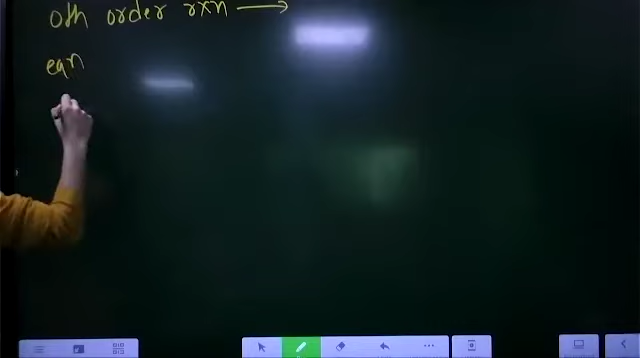 0th order rxn ⟶
eqn